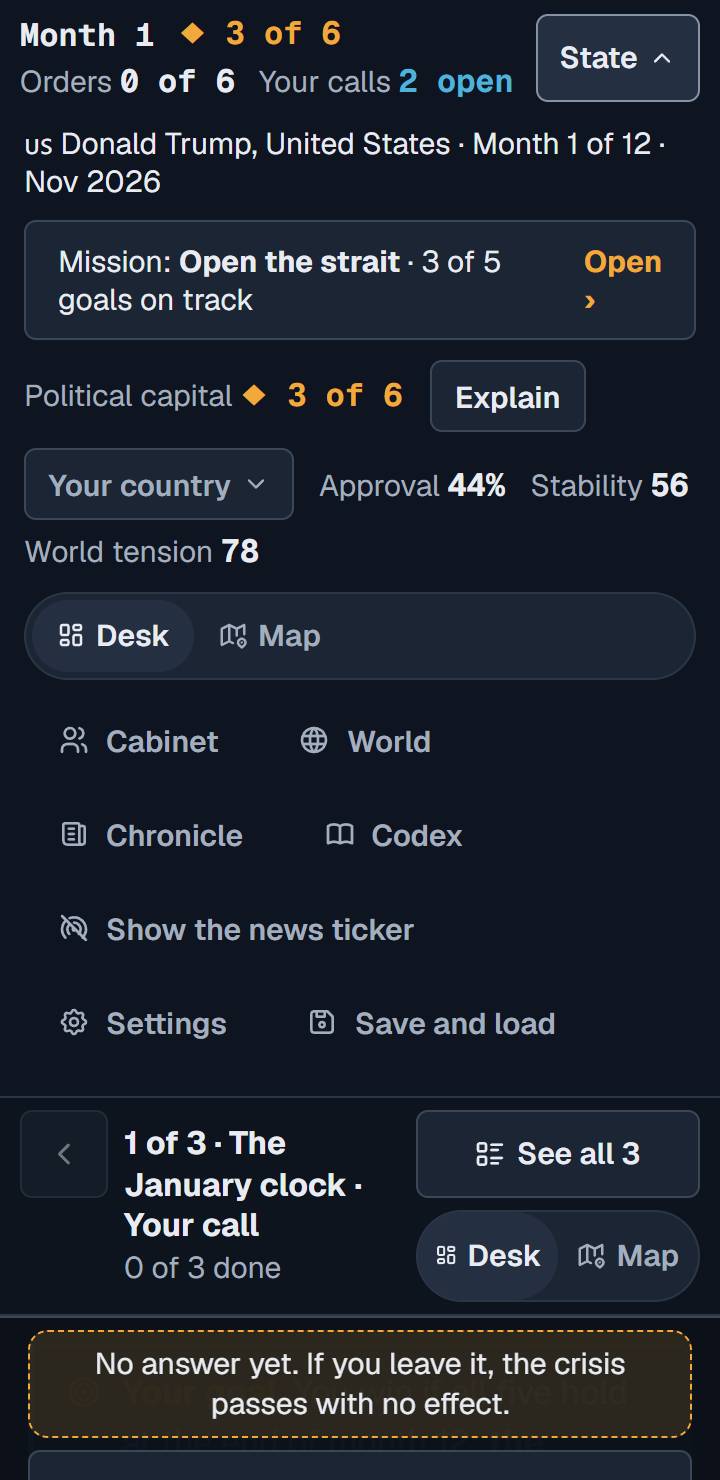 Month 1 ◆ 3 of 6
State
Orders 0 of 6 Your calls 2 open
us Donald Trump, United States · Month 1 of 12 ·
Nov 2026
Mission: Open the strait · 3 of 5
goals on track
Open
›
Political capital ◆ 3 of 6
Explain
Your country
Approval 44% Stability 56
World tension 78
Desk
Map
Cabinet
World
Chronicle
Codex
Show the news ticker
Settings
Save and load
1 of 3 · The
January clock ·
Your call
0 of 3 done
See all 3
Desk
Map
No answer yet. If you leave it, the crisis
passes with no effect.